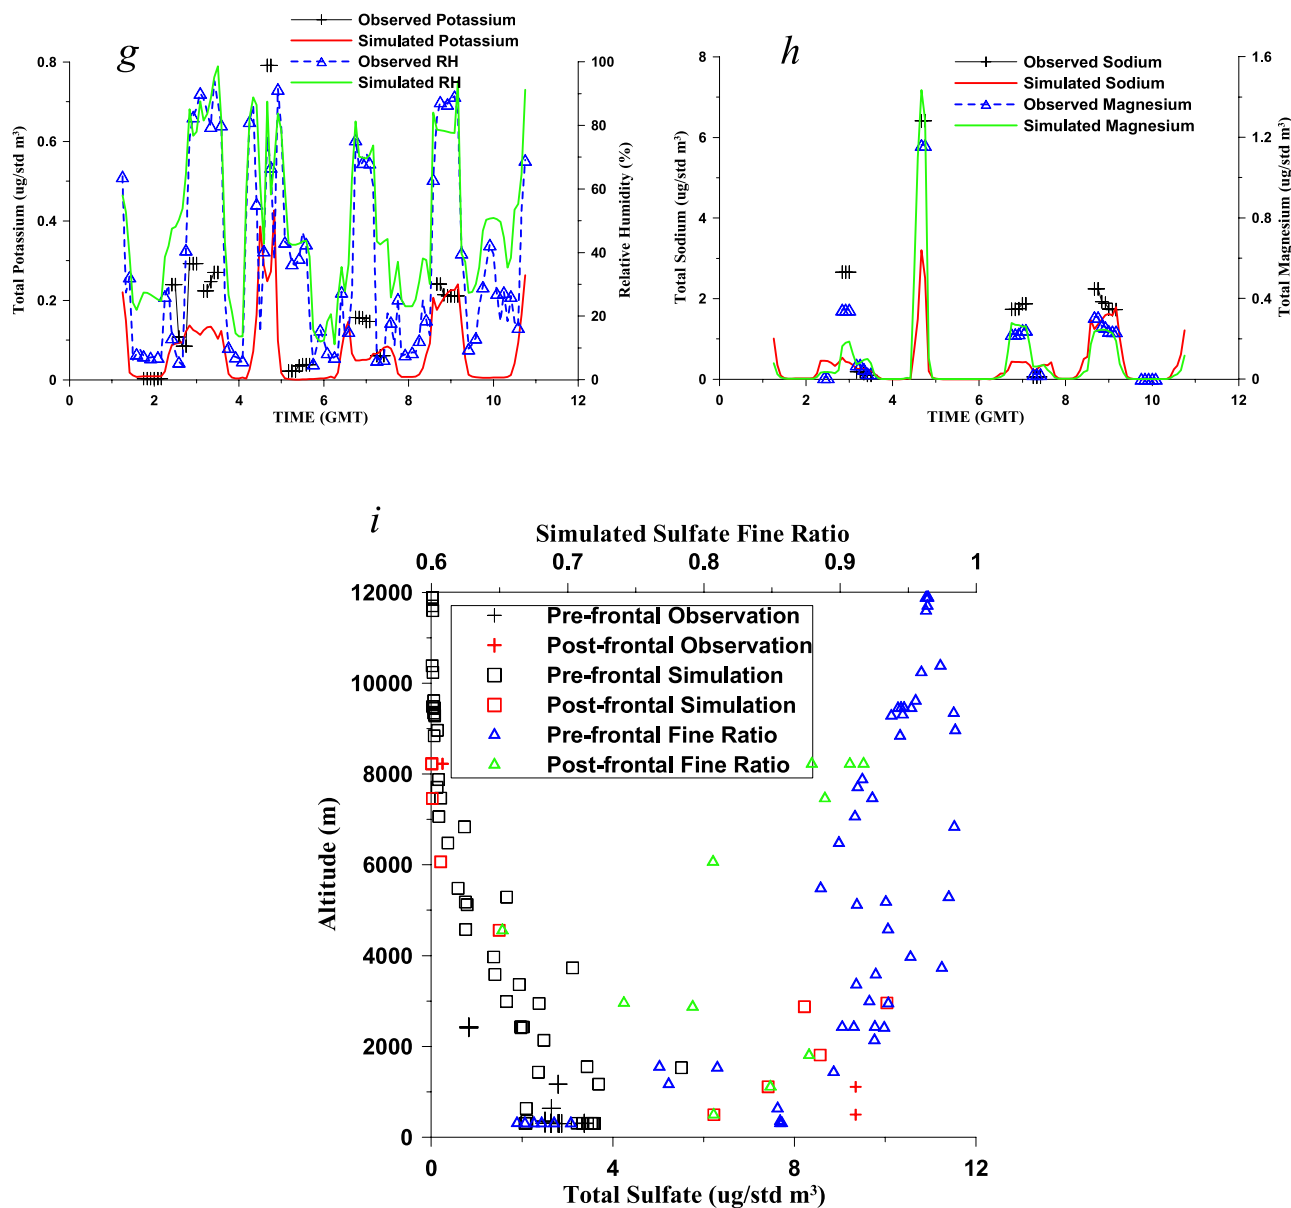 g
Observed Potassium
Simulated Potassium
Observed RH
Simulated RH
0.8
0.6
0.4
0.2
0
Total Potassium (ug/std m³)
100
80
60
40
20
0
Relative Humidity (%)
0 2 4 6 8 10 12
TIME (GMT)
h
Observed Sodium
Simulated Sodium
Observed Magnesium
Simulated Magnesium
8
6
4
2
0
Total Sodium (ug/std m³)
1.6
1.2
0.8
0.4
0
Total Magnesium (ug/std m³)
0 2 4 6 8 10 12
TIME (GMT)
i
Simulated Sulfate Fine Ratio
0.6 0.7 0.8 0.9 1
Pre-frontal Observation
Post-frontal Observation
Pre-frontal Simulation
Post-frontal Simulation
Pre-frontal Fine Ratio
Post-frontal Fine Ratio
12000
10000
8000
6000
4000
2000
0
Altitude (m)
0 4 8 12
Total Sulfate (ug/std m³)